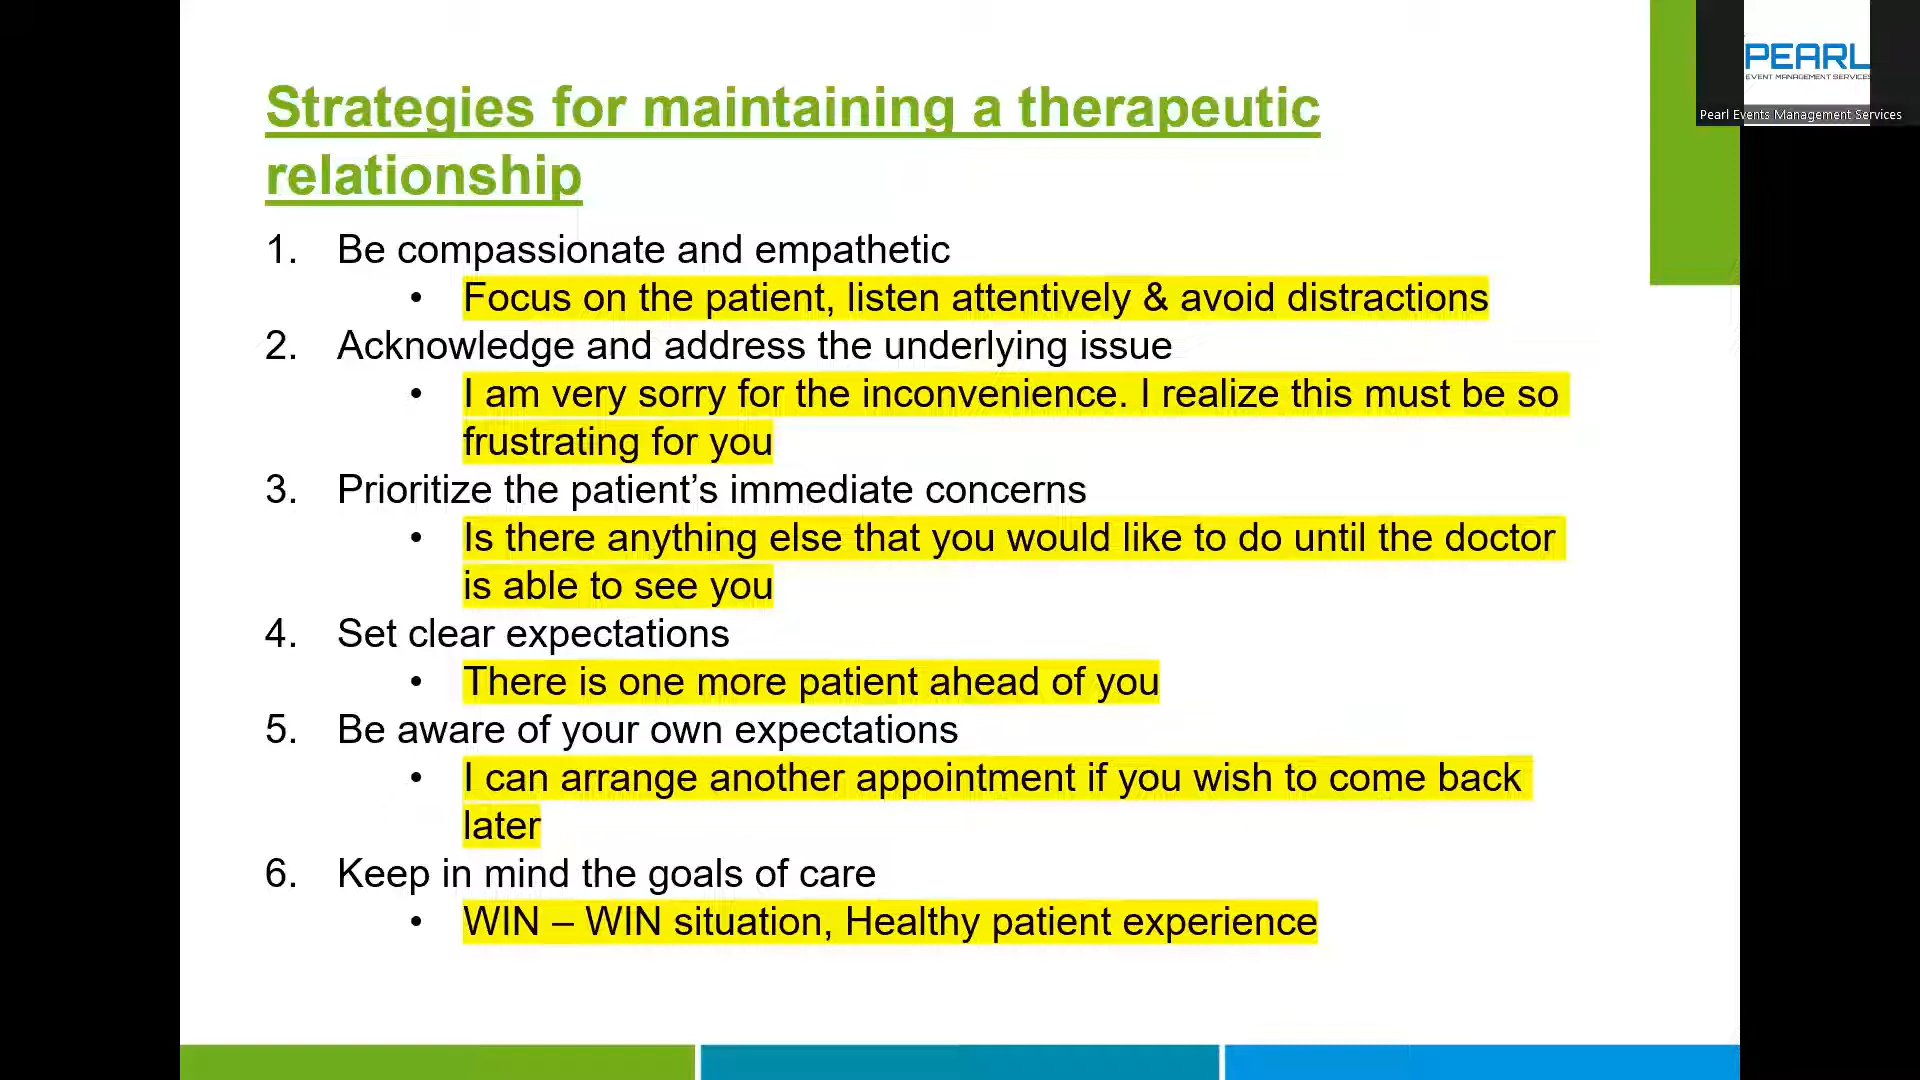 Strategies for maintaining a therapeutic
relationship
1. Be compassionate and empathetic
• Focus on the patient, listen attentively & avoid distractions
2. Acknowledge and address the underlying issue
• I am very sorry for the inconvenience. I realize this must be so
frustrating for you
3. Prioritize the patient’s immediate concerns
• Is there anything else that you would like to do until the doctor
is able to see you
4. Set clear expectations
• There is one more patient ahead of you
5. Be aware of your own expectations
• I can arrange another appointment if you wish to come back
later
6. Keep in mind the goals of care
• WIN – WIN situation, Healthy patient experience
PEARL
EVENT MANAGEMENT SERVICES
Pearl Events Management Services